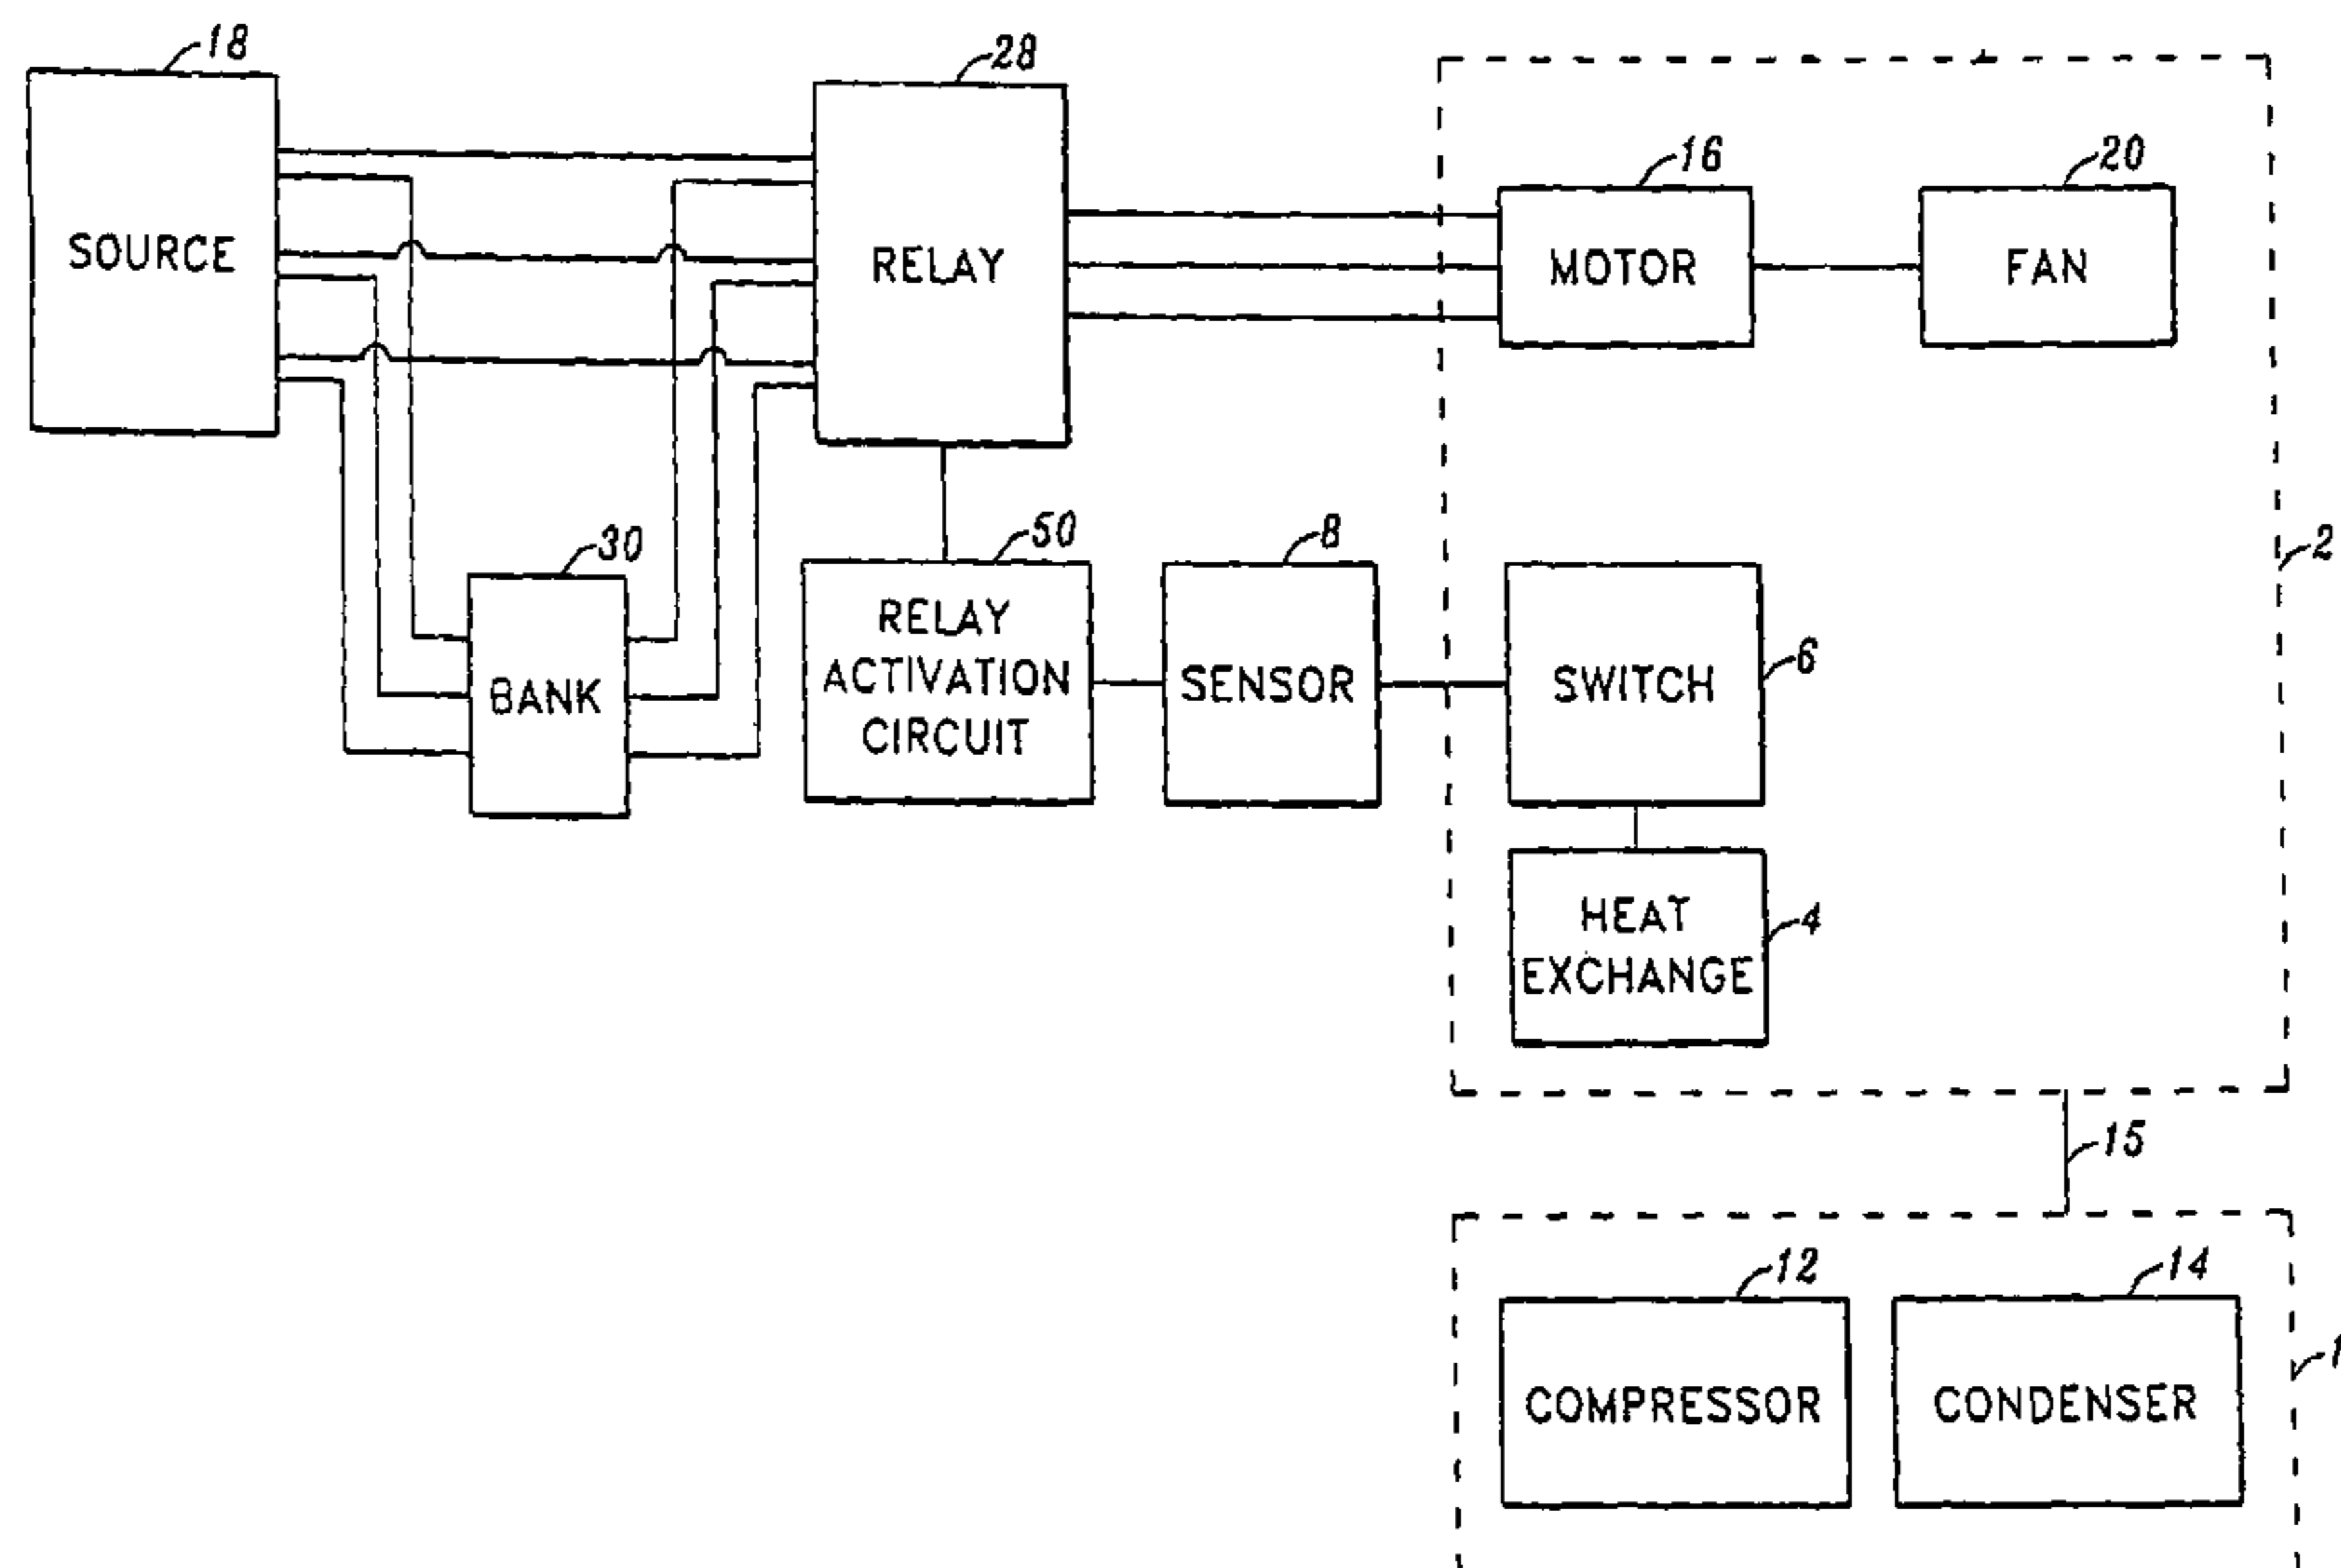 18
28
SOURCE
RELAY
16
20
MOTOR
FAN
30
BANK
50
RELAY
ACTIVATION
CIRCUIT
8
SENSOR
2
SWITCH
6
HEAT
EXCHANGE
4
15
12
14
COMPRESSOR
CONDENSER